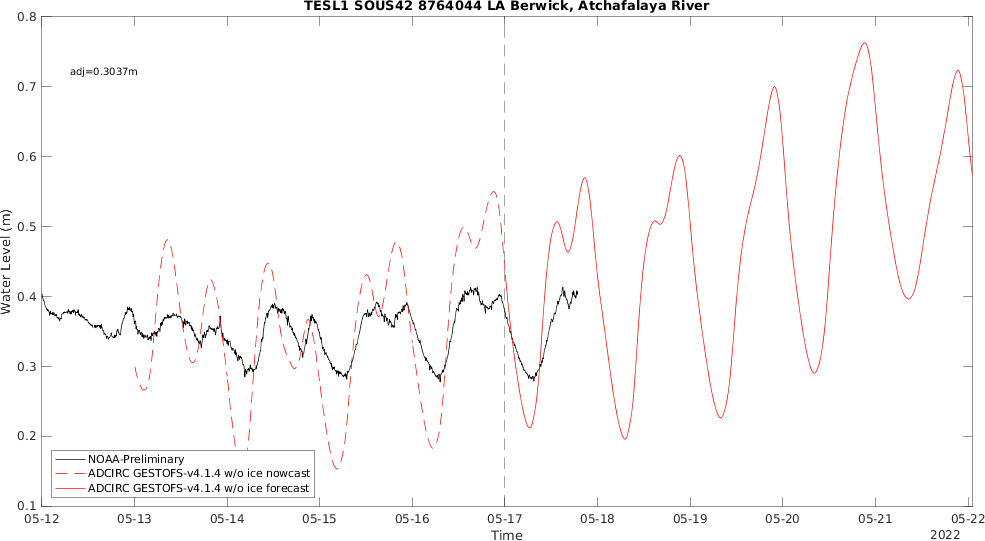 TESL1 SOUS42 8764044 LA Berwick, Atchafalaya River
0.8
adj=0.3037m
0.7
0.6
0.5
Water Level (m)
0.4
0.3
0.2
NOAA-Preliminary
ADCIRC GESTOFS-v4.1.4 w/o ice nowcast
ADCIRC GESTOFS-v4.1.4 w/o ice forecast
0.1
05-12 05-13 05-14 05-15 05-16 05-17 05-18 05-19 05-20 05-21 05-22
Time
2022